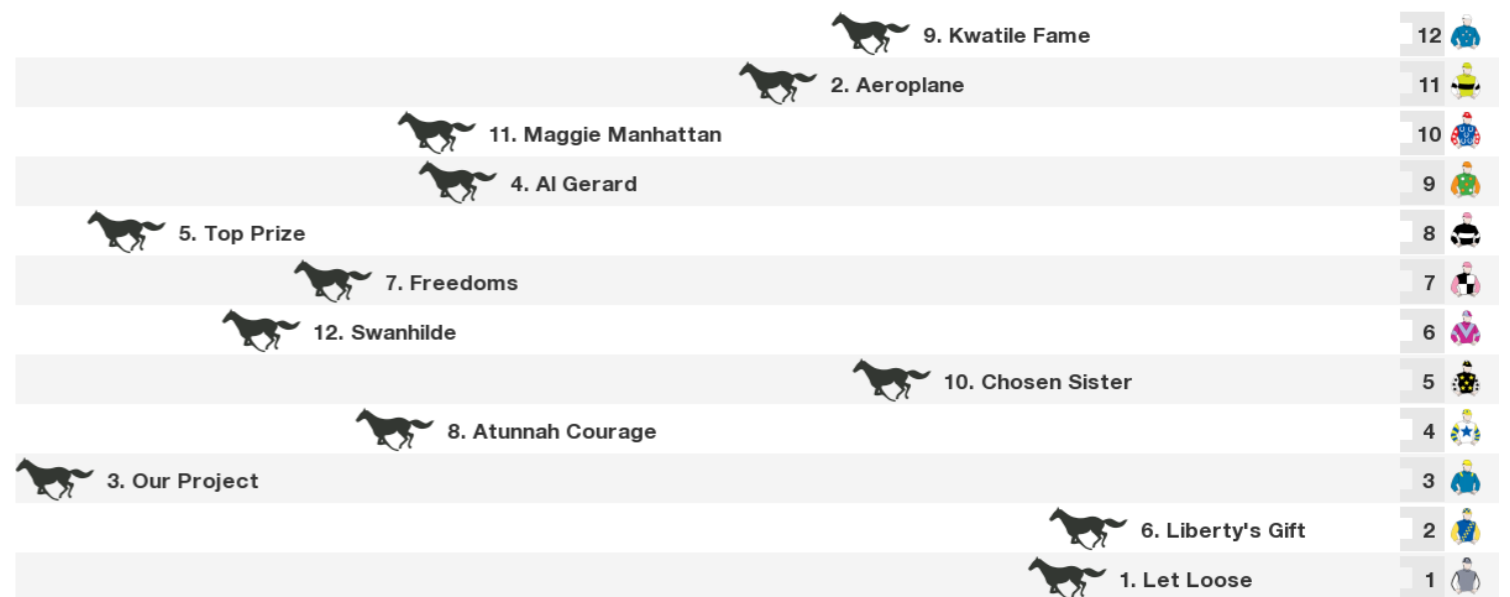 9. Kwatile Fame 12
2. Aeroplane 11
11. Maggie Manhattan 10
4. Al Gerard 9
5. Top Prize 8
7. Freedoms 7
12. Swanhilde 6
10. Chosen Sister 5
8. Atunnah Courage 4
3. Our Project 3
6. Liberty's Gift 2
1. Let Loose 1